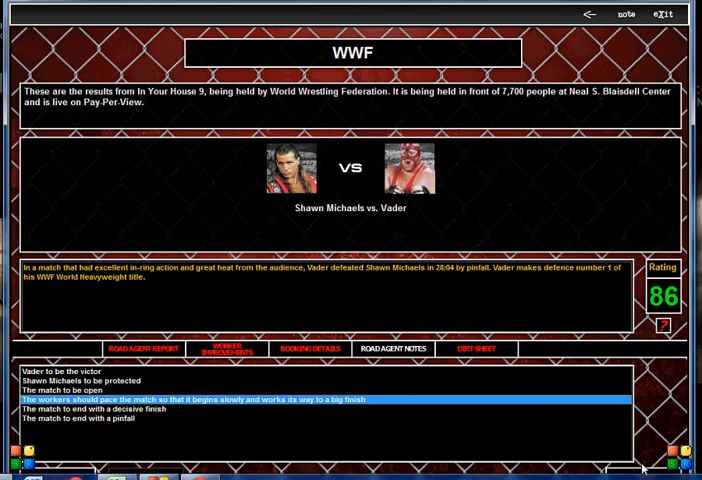 <- note eXit
WWF
These are the results from In Your House 9, being held by World Wrestling Federation. It is being held in front of 7,700 people at Neal S. Blaisdell Center
and is live on Pay-Per-View.
VS
Shawn Michaels vs. Vader
In a match that had excellent in-ring action and great heat from the audience, Vader defeated Shawn Michaels in 28:04 by pinfall. Vader makes defence number 1 of
his WWF World Heavyweight title.
Rating
86
?
ROAD AGENT REPORT
WORKER
IMPROVEMENTS
BOOKING DETAILS
ROAD AGENT NOTES
DIRT SHEET
Vader to be the victor
Shawn Michaels to be protected
The match to be open
The workers should pace the match so that it begins slowly and works its way to a big finish
The match to end with a decisive finish
The match to end with a pinfall